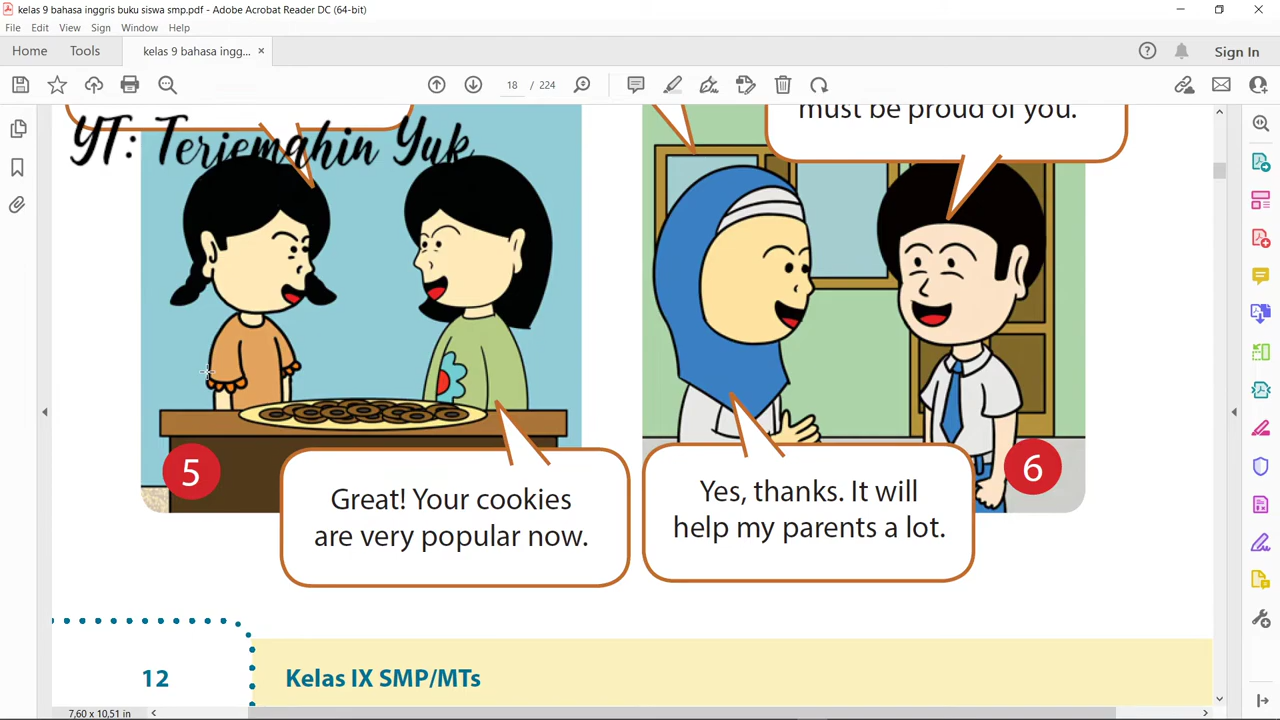 kelas 9 bahasa inggris buku siswa smp.pdf - Adobe Acrobat Reader DC (64-bit)
File Edit View Sign Window Help
Home Tools kelas 9 bahasa ingg... × Sign In
18 / 224
must be proud of you.
YT: Terjemahin Yuk
5
6
Great! Your cookies
are very popular now.
Yes, thanks. It will
help my parents a lot.
12 Kelas IX SMP/MTs
7,60 x 10,51 in